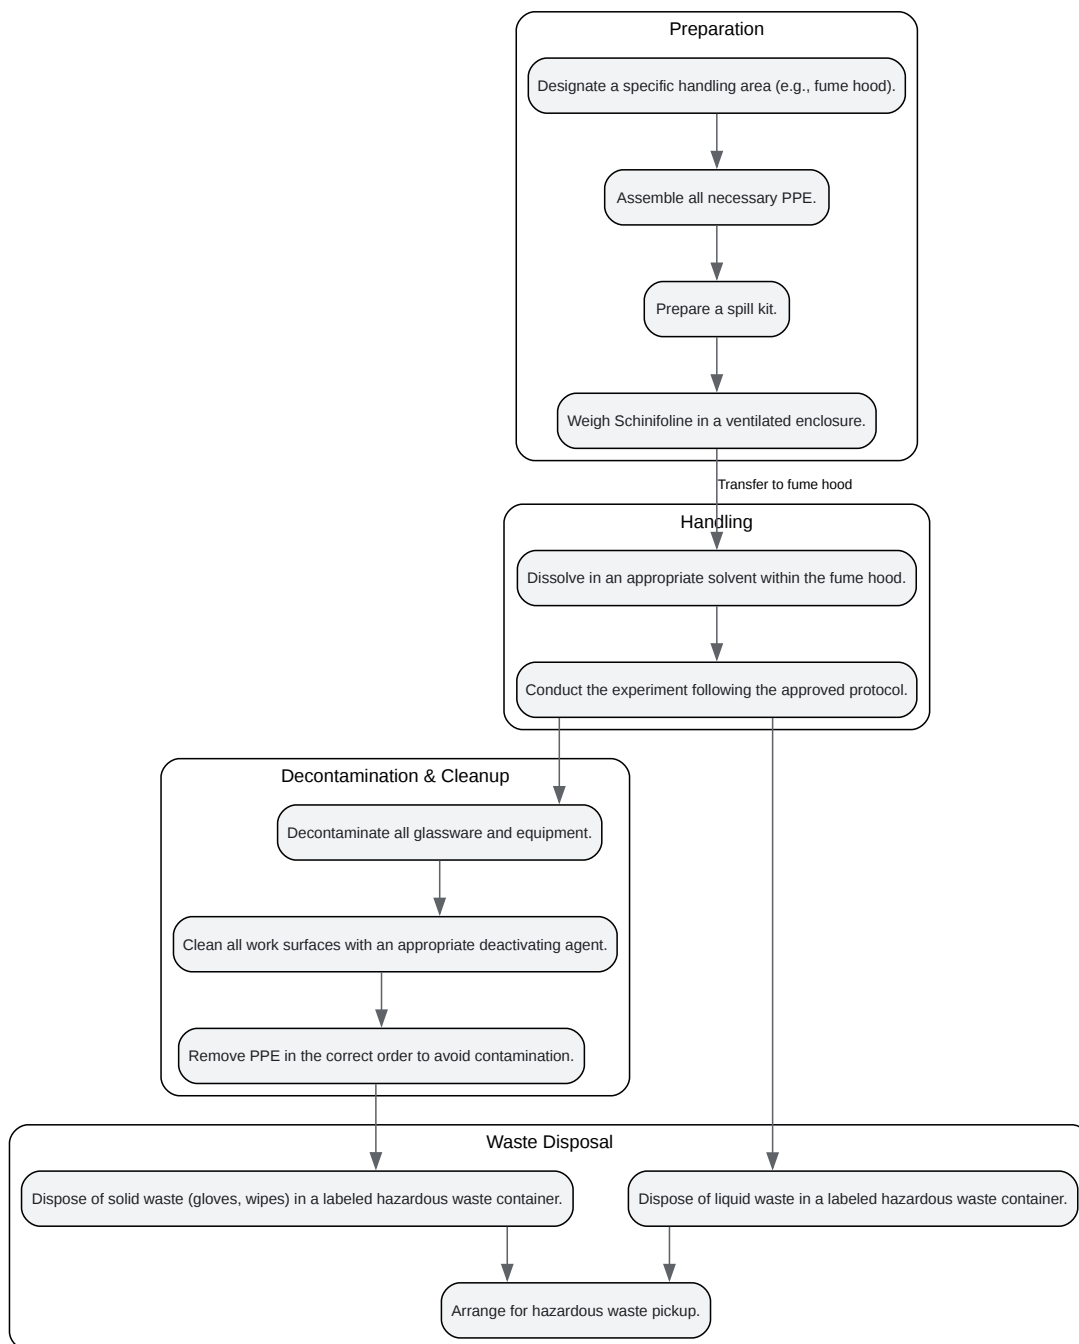 Preparation
Designate a specific handling area (e.g., fume hood).
Assemble all necessary PPE.
Prepare a spill kit.
Weigh Schinifoline in a ventilated enclosure.
Transfer to fume hood
Handling
Dissolve in an appropriate solvent within the fume hood.
Conduct the experiment following the approved protocol.
Decontamination & Cleanup
Decontaminate all glassware and equipment.
Clean all work surfaces with an appropriate deactivating agent.
Remove PPE in the correct order to avoid contamination.
Waste Disposal
Dispose of solid waste (gloves, wipes) in a labeled hazardous waste container.
Dispose of liquid waste in a labeled hazardous waste container.
Arrange for hazardous waste pickup.